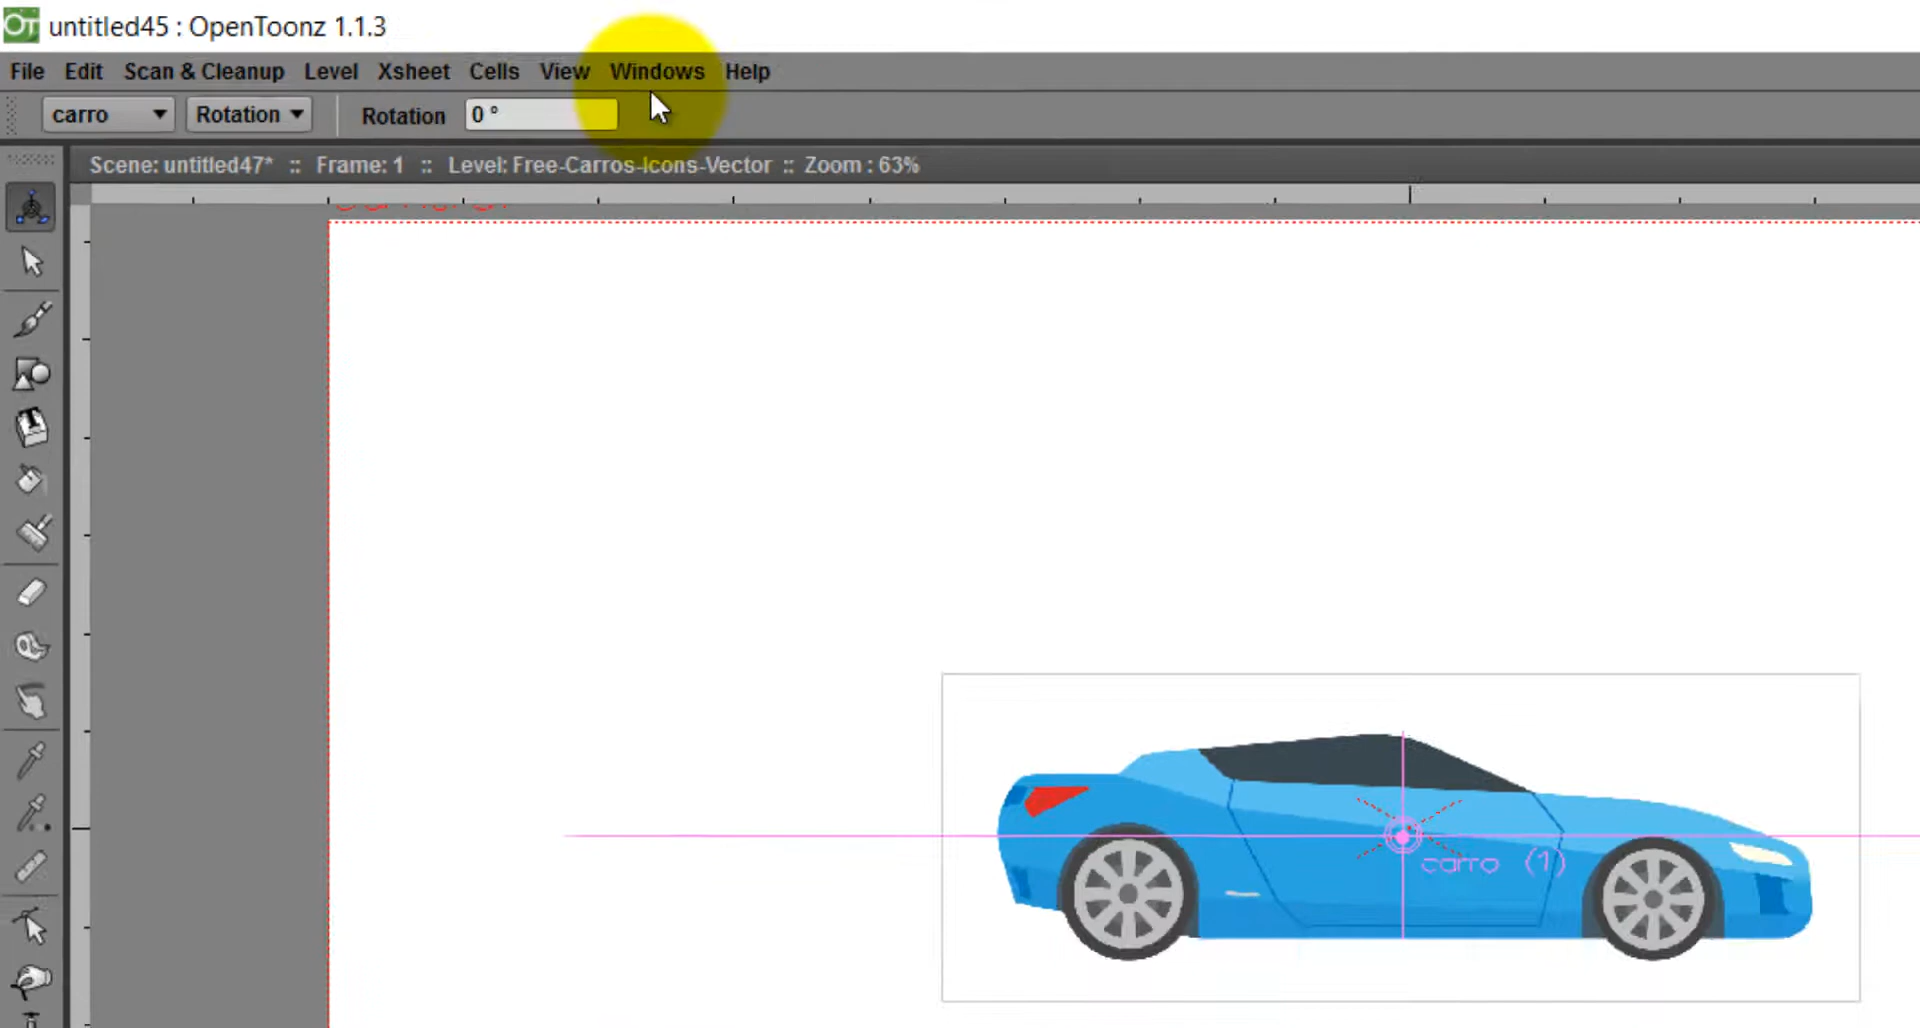 OT untitled45 : OpenToonz 1.1.3
File Edit Scan & Cleanup Level Xsheet Cells View Windows Help
carro Rotation Rotation 0 °
Scene: untitled47* :: Frame: 1 :: Level: Free-Carros-Icons-Vector :: Zoom : 63%
T
carro (1)